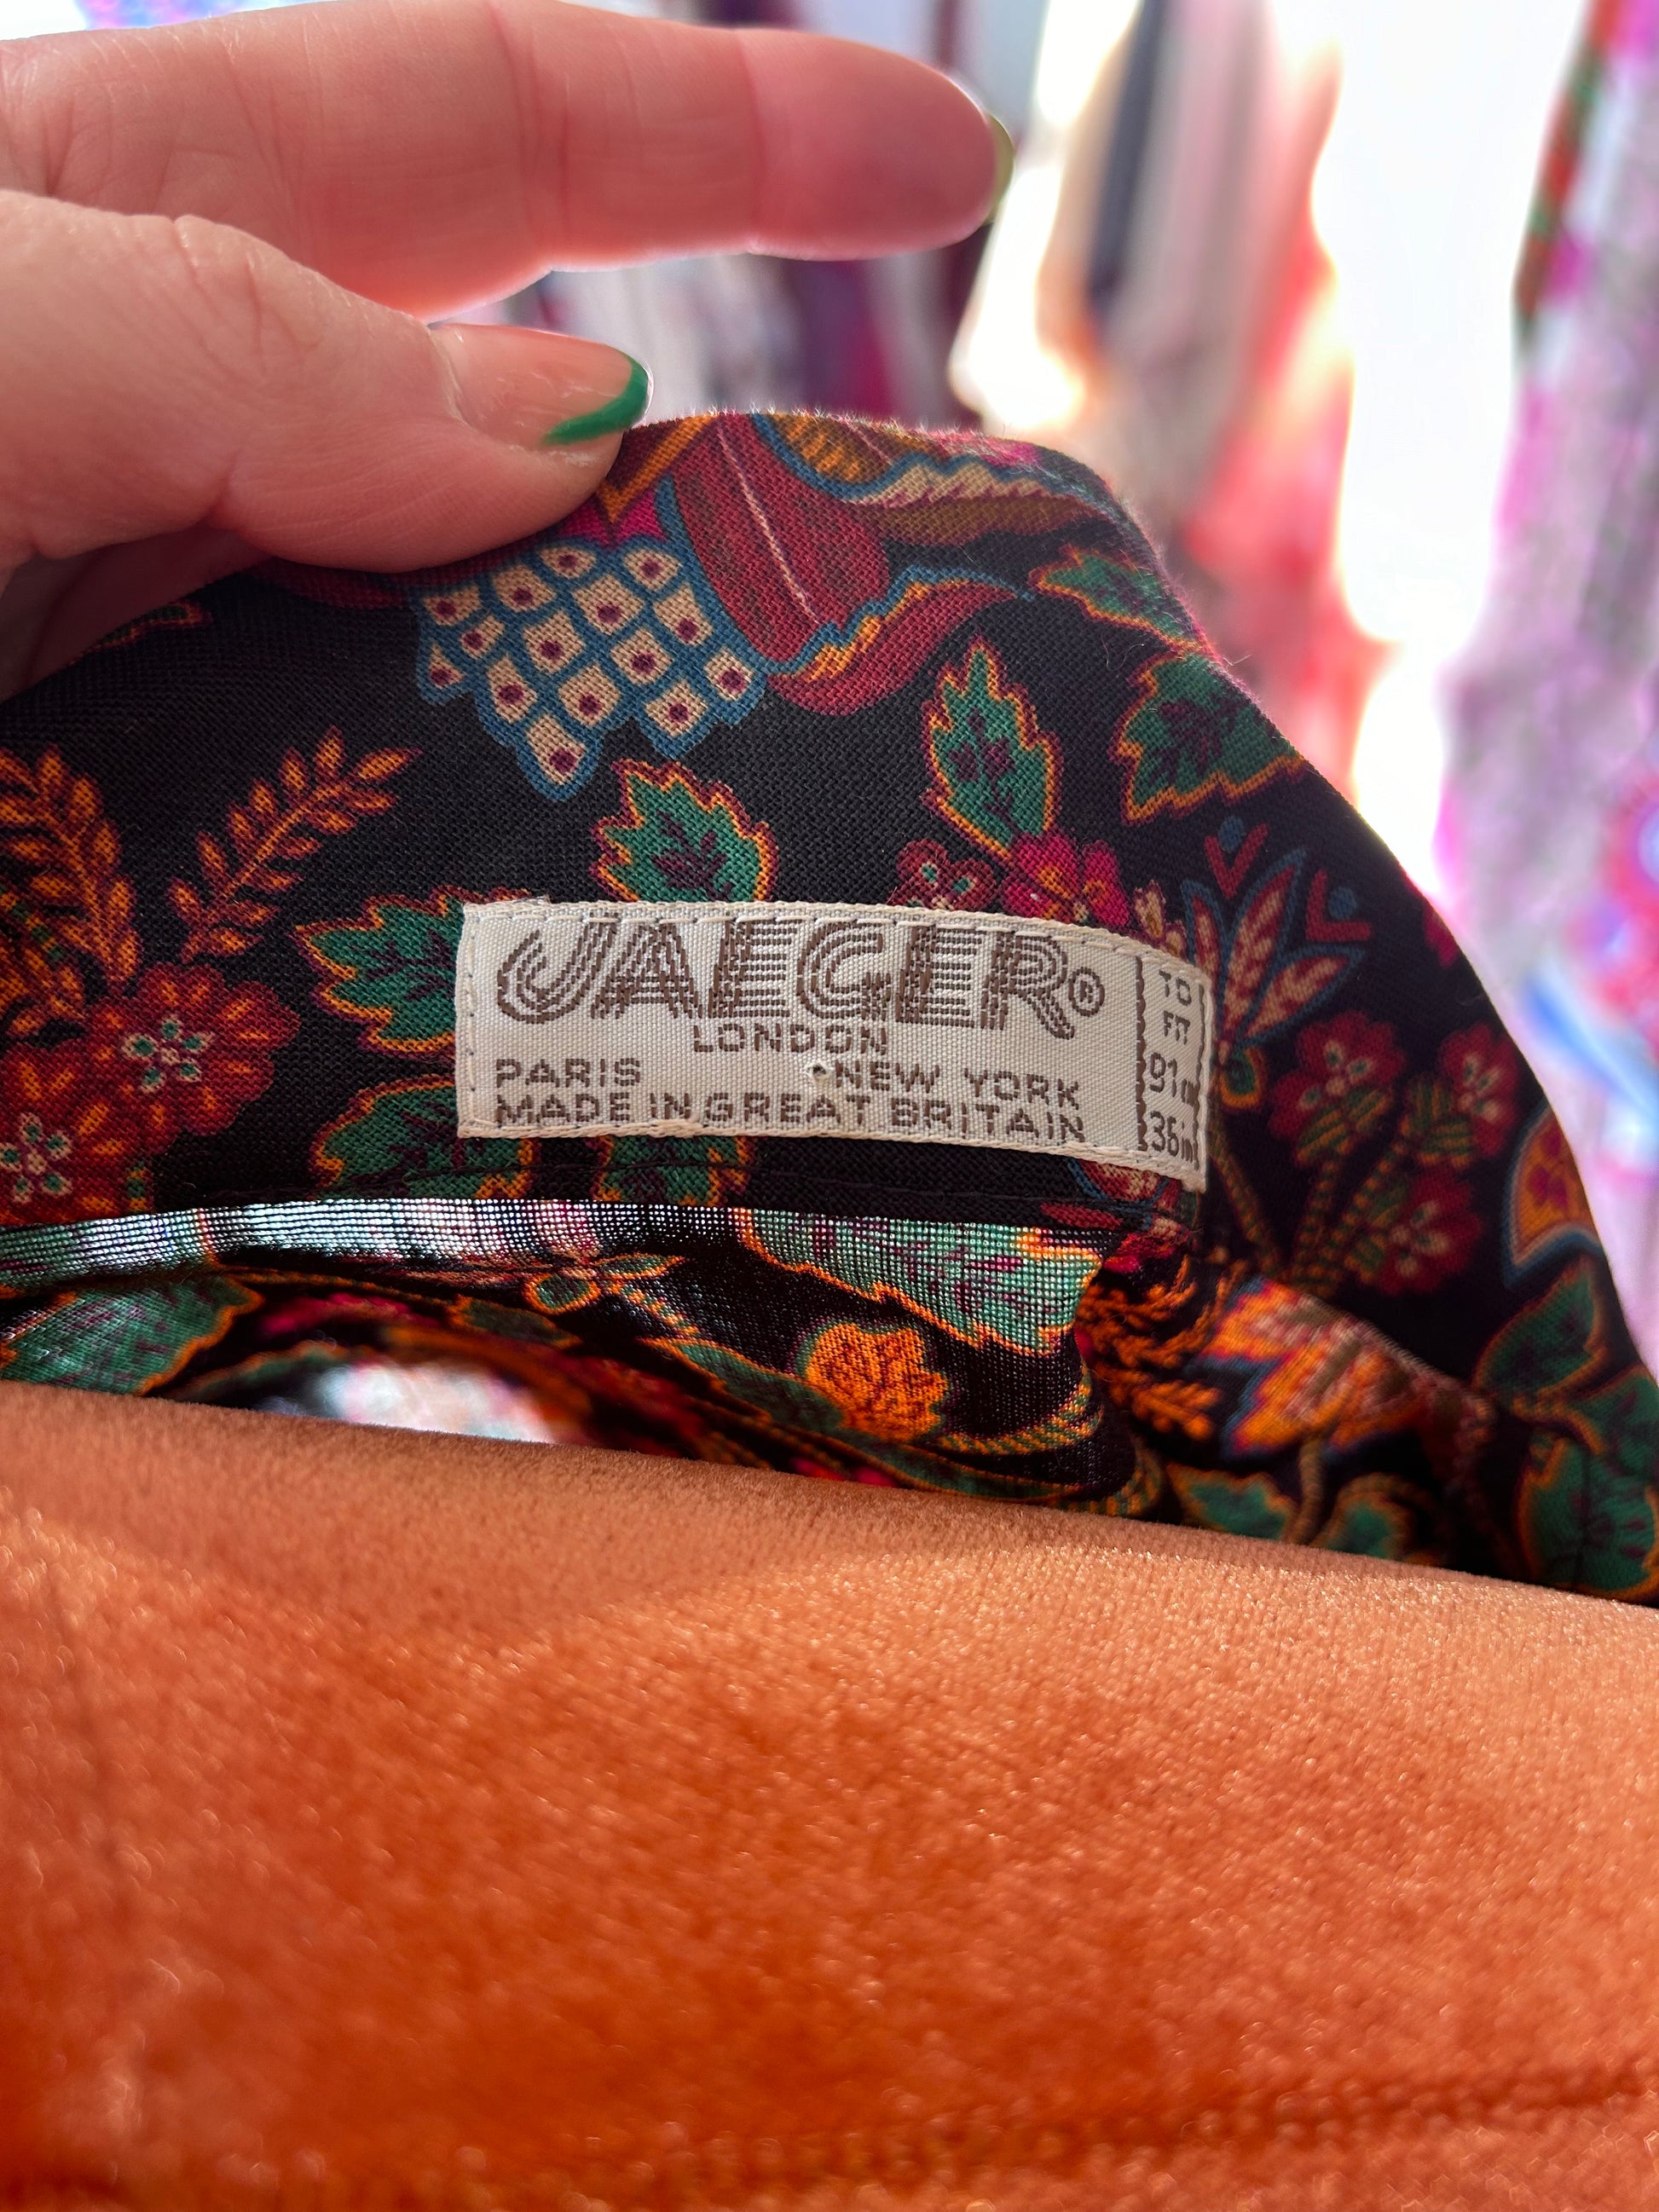 JAEGER®
LONDON
PARIS NEW YORK
MADE IN GREAT BRITAIN
TO
FIT
91cm
36in